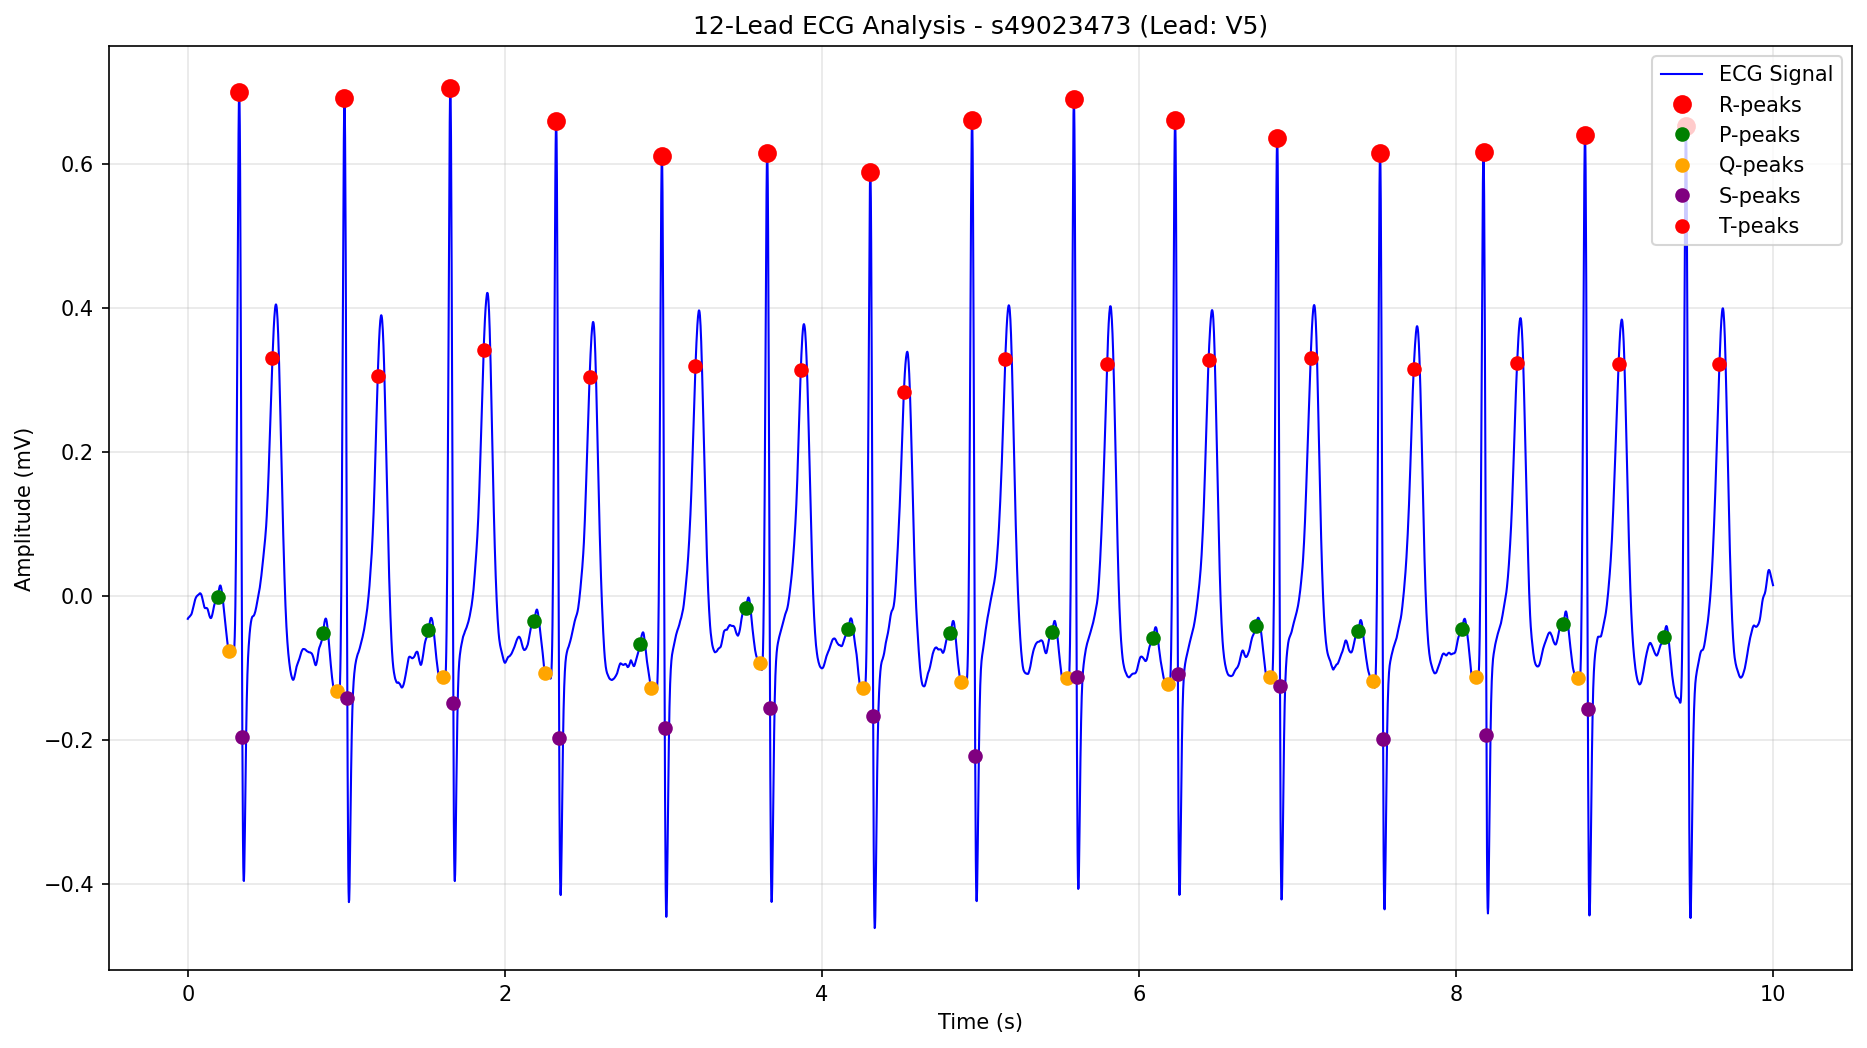 12-Lead ECG Analysis - s49023473 (Lead: V5)
ECG Signal
R-peaks
P-peaks
Q-peaks
S-peaks
T-peaks
Amplitude (mV)
0.6
0.4
0.2
0.0
−0.2
−0.4
0 2 4 6 8 10
Time (s)